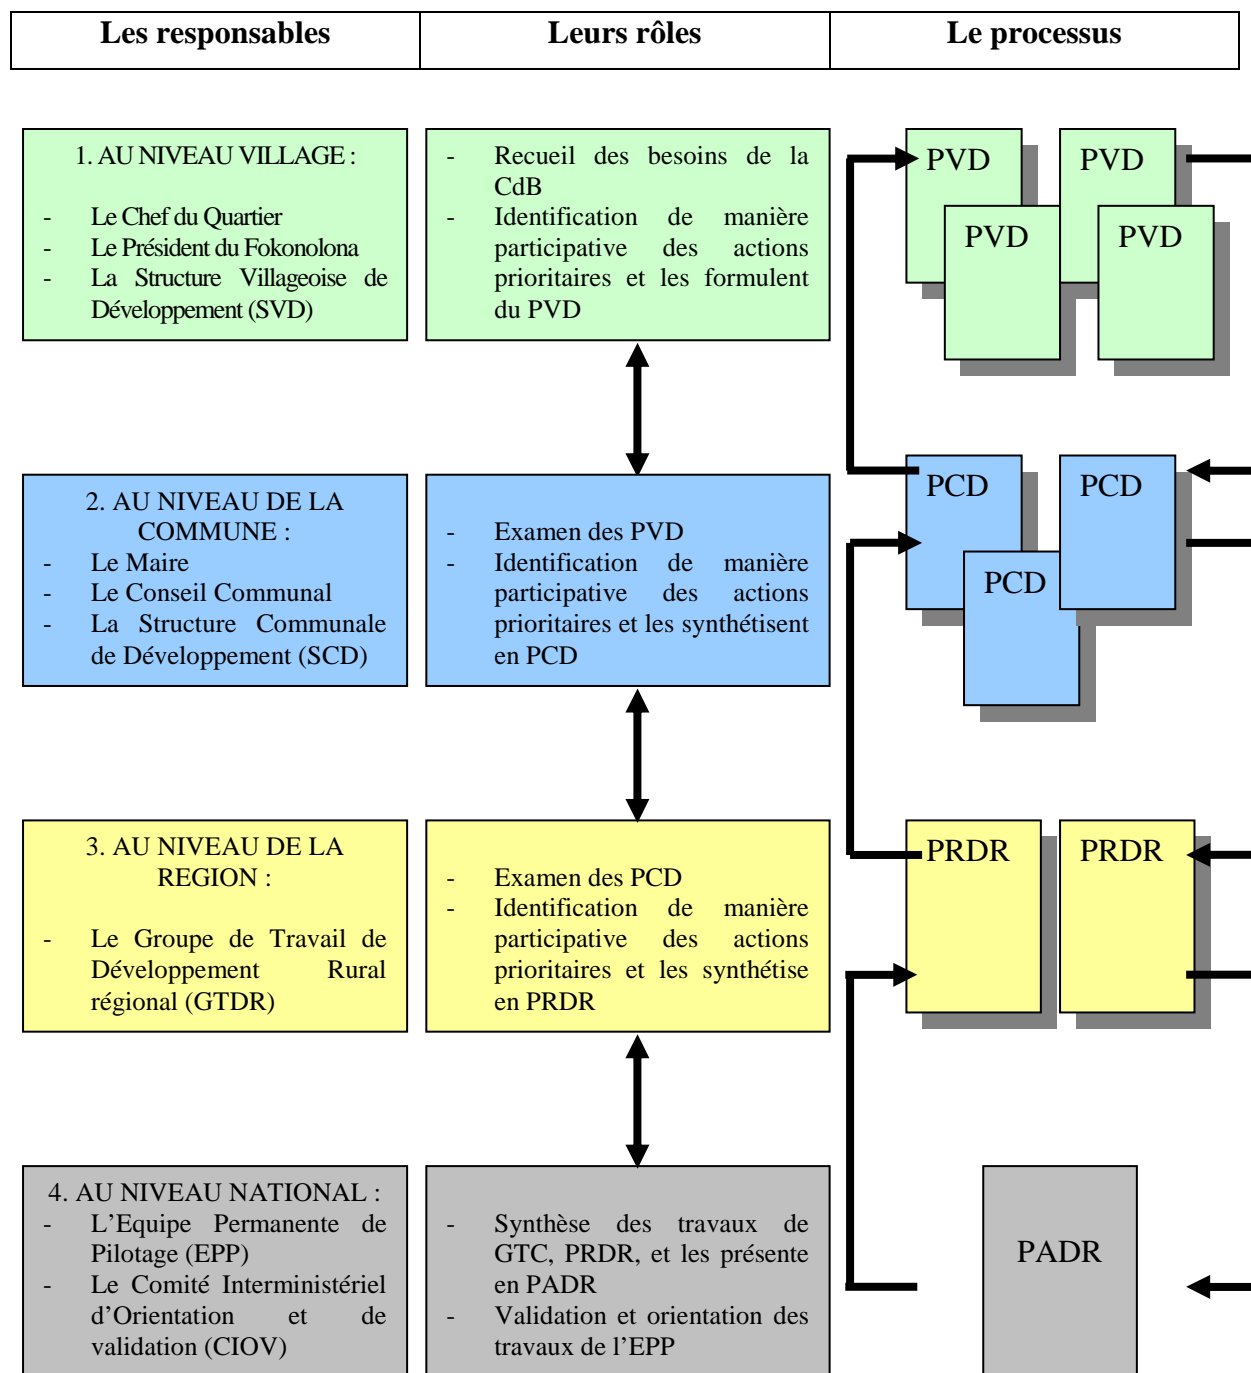 Les responsables
Leurs rôles
Le processus
1. AU NIVEAU VILLAGE :
- Le Chef du Quartier
- Le Président du Fokonolona
- La Structure Villageoise de
Développement (SVD)
- Recueil des besoins de la
CdB
- Identification de manière
participative des actions
prioritaires et les formulent
du PVD
PVD
PVD
PVD
PVD
2. AU NIVEAU DE LA
COMMUNE :
- Le Maire
- Le Conseil Communal
- La Structure Communale
de Développement (SCD)
- Examen des PVD
- Identification de manière
participative des actions
prioritaires et les synthétisent
en PCD
PCD
PCD
PCD
3. AU NIVEAU DE LA
REGION :
- Le Groupe de Travail de
Développement Rural
régional (GTDR)
- Examen des PCD
- Identification de manière
participative des actions
prioritaires et les synthétise
en PRDR
PRDR
PRDR
4. AU NIVEAU NATIONAL :
- L'Equipe Permanente de
Pilotage (EPP)
- Le Comité Interministériel
d'Orientation et de
validation (CIOV)
- Synthèse des travaux de
GTC, PRDR, et les présente
en PADR
- Validation et orientation des
travaux de l'EPP
PADR